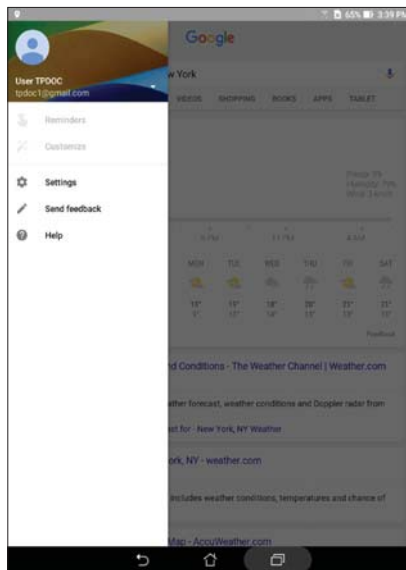 65% 3:39 PM
Google
User TPDOC
tpdoc1@gmail.com
w York
VIDEOS SHOPPING BOOKS APPS TABLET
Reminders
Customize
Settings
Send feedback
Help
MON TUE WED THU FRI SAT
Feedback
nd Conditions - The Weather Channel | Weather.com
ather forecast, weather conditions and Doppler radar from
st for - New York, NY Weather
ork, NY - weather.com
includes weather conditions, temperatures and chance of
Map - AccuWeather.com